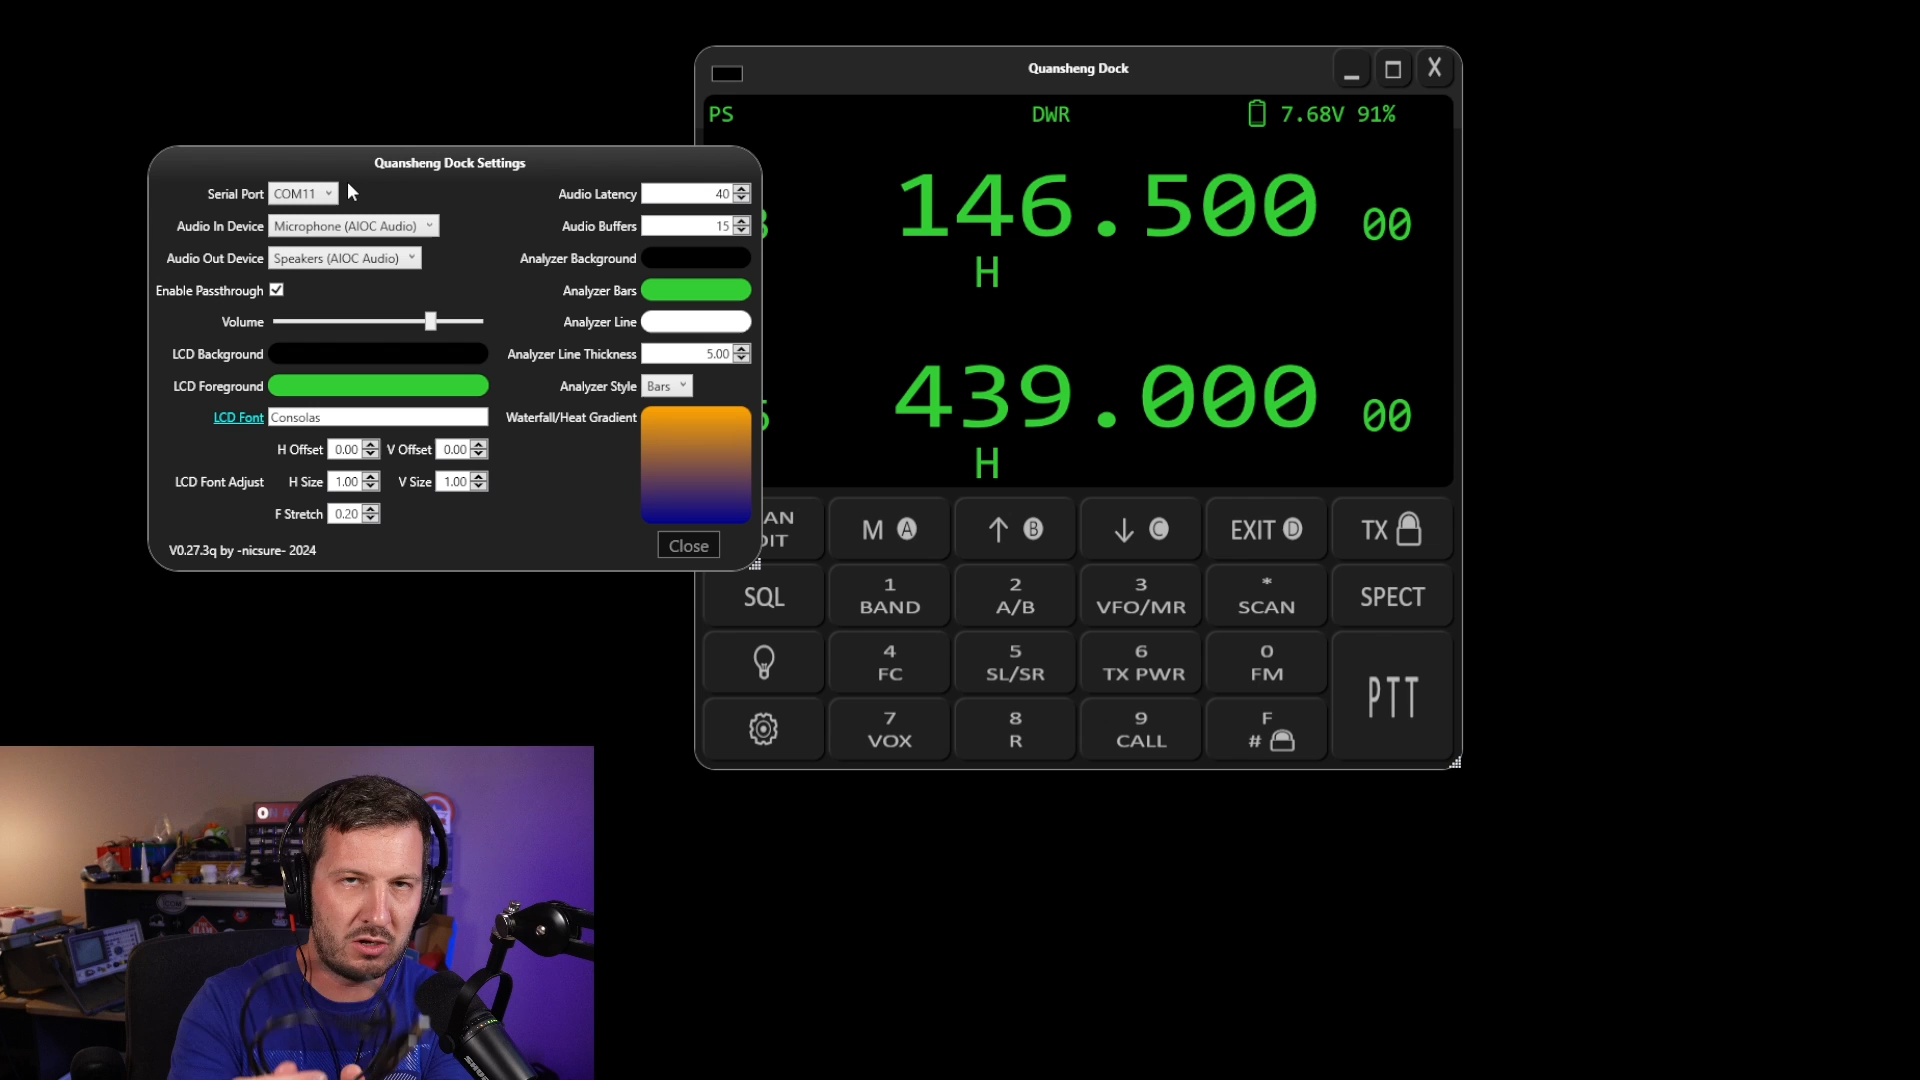 Quansheng Dock
PS DWR 7.68V 91%
146.500 00
H
439.000 00
H
Quansheng Dock Settings
Serial Port COM11
Audio In Device Microphone (AIOC Audio)
Audio Out Device Speakers (AIOC Audio)
Enable Passthrough
Volume
LCD Background
LCD Foreground
LCD Font Consolas
H Offset 0.00 V Offset 0.00
LCD Font Adjust H Size 1.00 V Size 1.00
F Stretch 0.20
V0.27.3q by -nicsure- 2024
Audio Latency 40
Audio Buffers 15
Analyzer Background
Analyzer Bars
Analyzer Line
Analyzer Line Thickness 5.00
Analyzer Style Bars
Waterfall/Heat Gradient
Close
M A ↑ B ↓ C EXIT D TX
SQL
1
BAND
2
A/B
3
VFO/MR
*
SCAN
SPECT
4
FC
5
SL/SR
6
TX PWR
0
FM
PTT
7
VOX
8
R
9
CALL
F
#